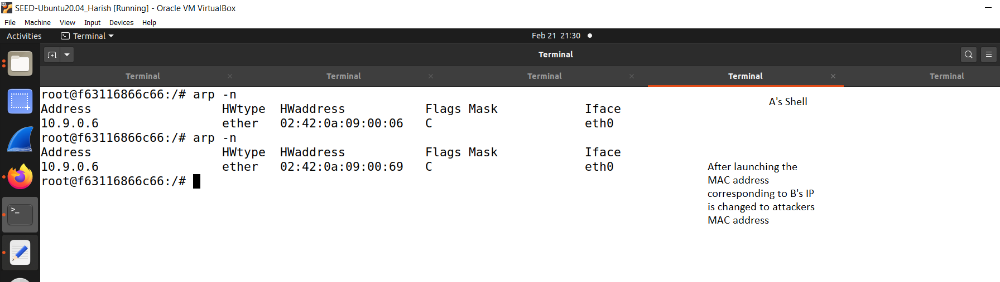 SEED-Ubuntu20.04_Harish [Running] - Oracle VM VirtualBox
File Machine View Input Devices Help
Activities Terminal Feb 21 21:30
Terminal
Terminal Terminal Terminal Terminal Terminal
root@f63116866c66:/# arp -n
Address HWtype HWaddress Flags Mask Iface
10.9.0.6 ether 02:42:0a:09:00:06 C eth0
root@f63116866c66:/# arp -n
Address HWtype HWaddress Flags Mask Iface
10.9.0.6 ether 02:42:0a:09:00:69 C eth0
root@f63116866c66:/#
A's Shell
After launching the
MAC address
corresponding to B's IP
is changed to attackers
MAC address